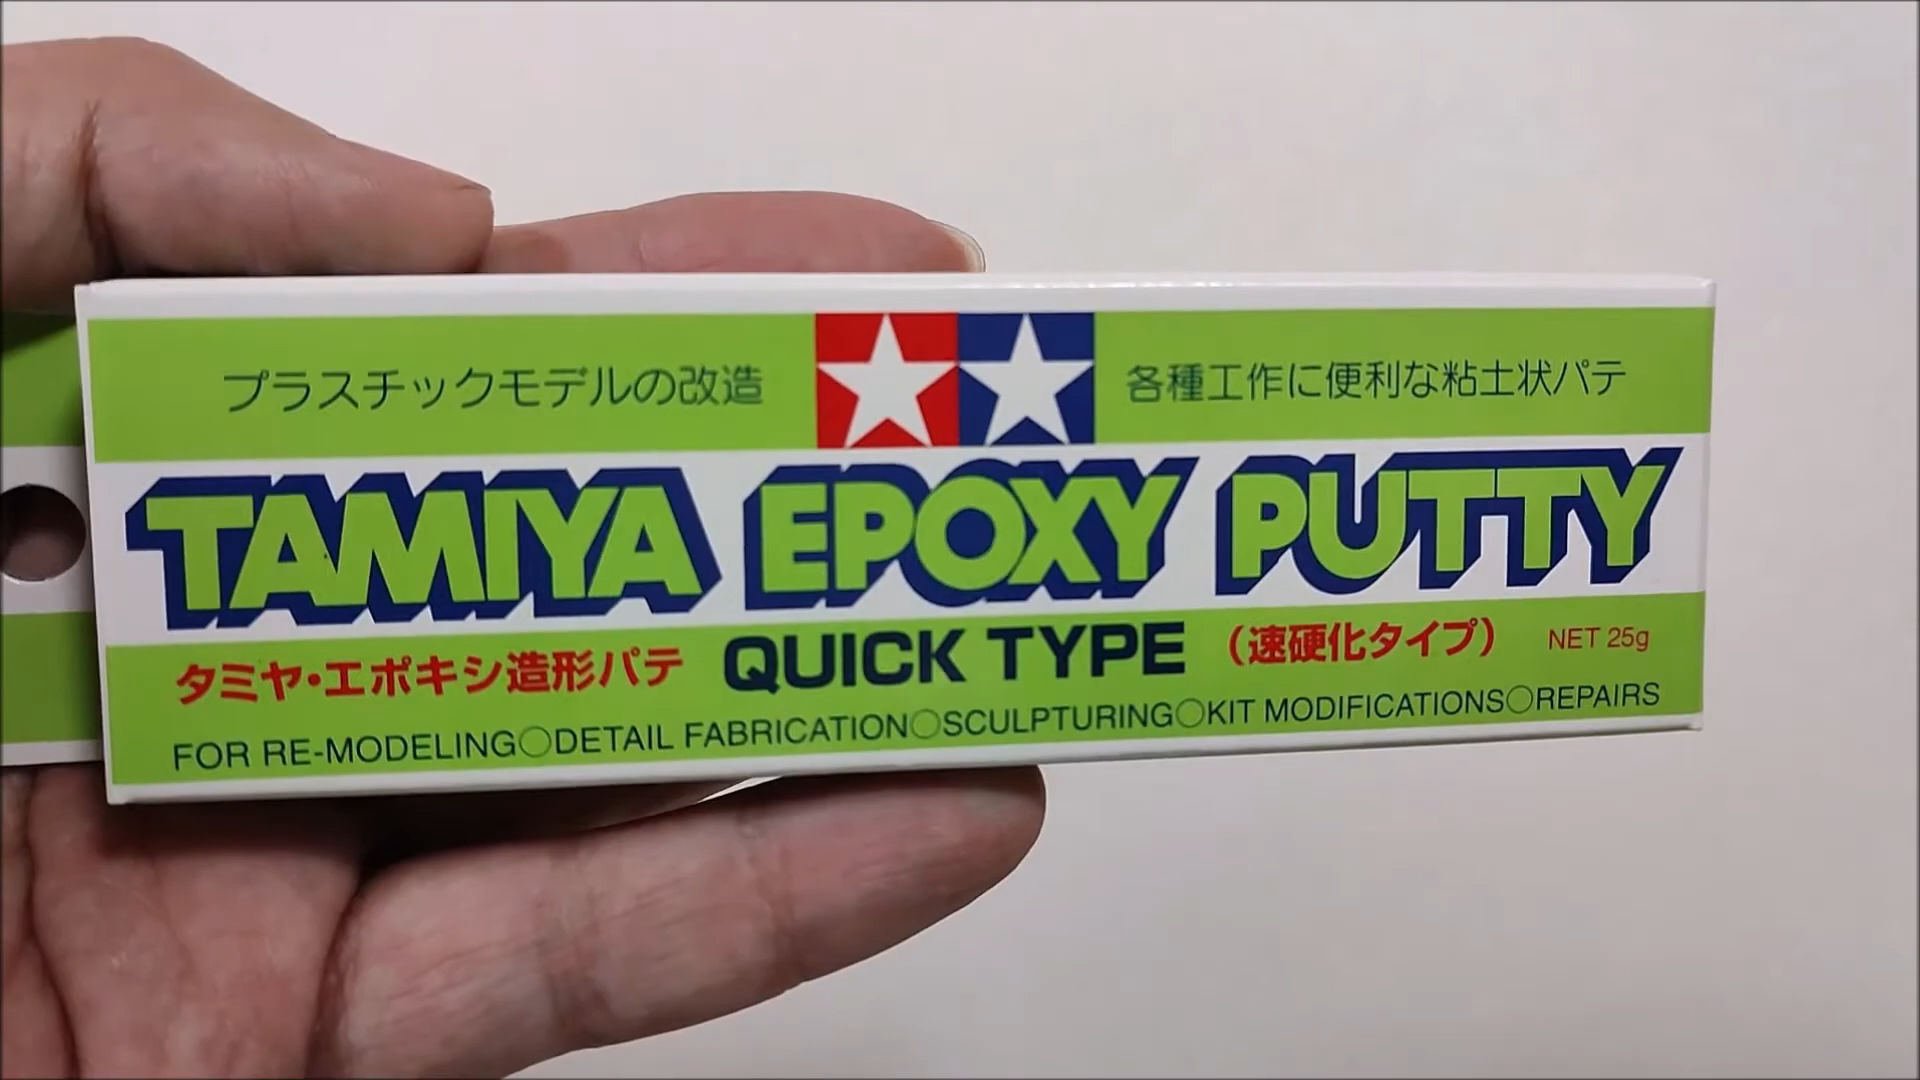 プラスチックモデルの改造 各種工作に便利な粘土状パテ
TAMIYA EPOXY PUTTY
タミヤ・エポキシ造形パテ QUICK TYPE (速硬化タイプ) NET 25g
FOR RE-MODELING○DETAIL FABRICATION○SCULPTURING○KIT MODIFICATIONS○REPAIRS